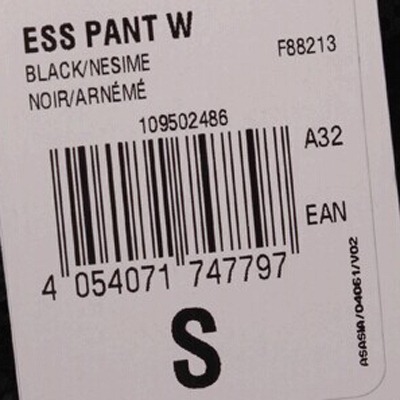 ESS PANT W
F88213
BLACK/NESIME
NOIR/ARNÉMÉ
109502486
A32
EAN
4 054071 747797
S
ASASIA/04061/V02